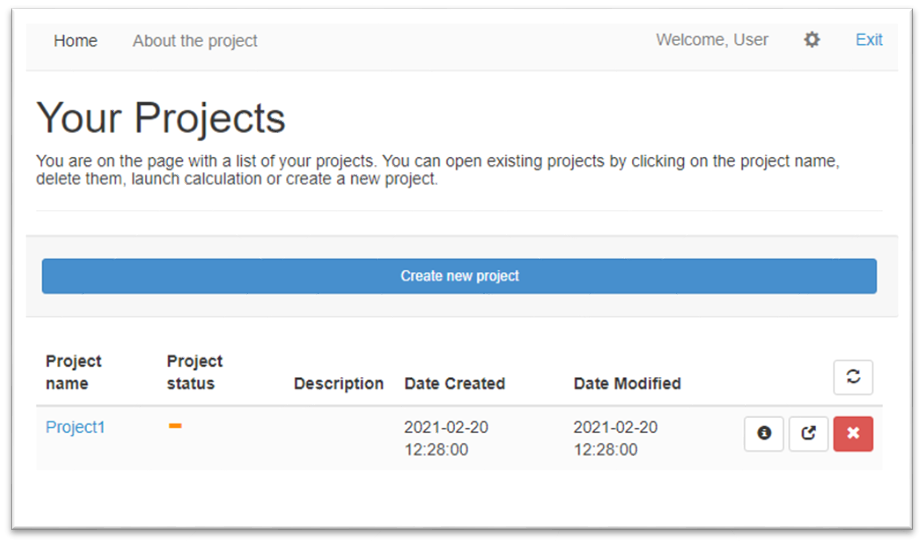 Home About the project Welcome, User Exit
Your Projects
You are on the page with a list of your projects. You can open existing projects by clicking on the project name,
delete them, launch calculation or create a new project.
Create new project
Project name Project status Description Date Created Date Modified
Project1 2021-02-20 12:28:00 2021-02-20 12:28:00